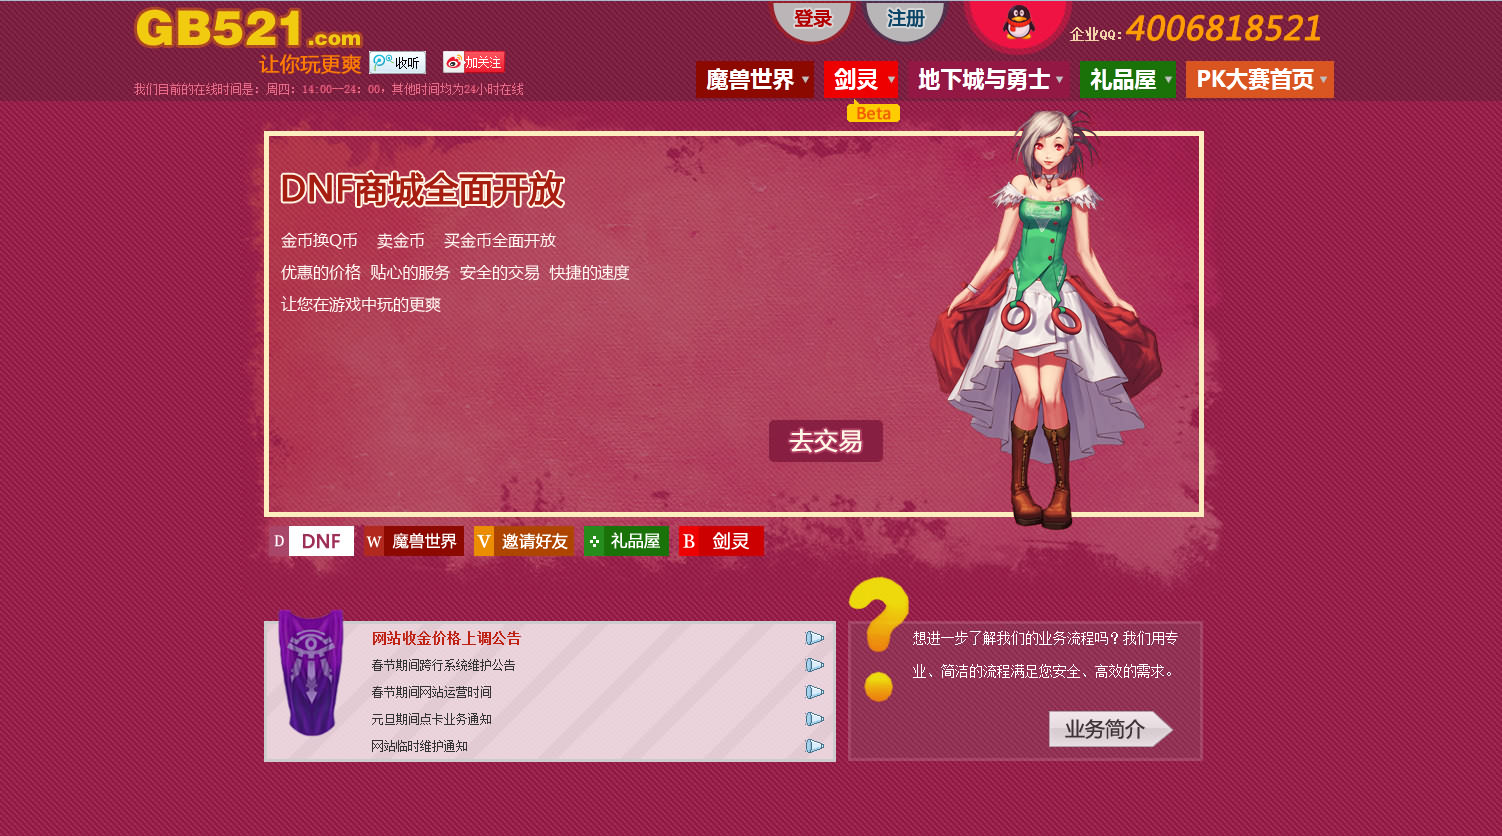 GB521.com
让你玩更爽
收听
加关注
我们目前的在线时间是：周四：14:00—24：00，其他时间均为24小时在线
登录
注册
企业QQ: 4006818521
魔兽世界
剑灵
地下城与勇士
礼品屋
PK大赛首页
Beta
DNF商城全面开放
金币换Q币 卖金币 买金币全面开放
优惠的价格 贴心的服务 安全的交易 快捷的速度
让您在游戏中玩的更爽
去交易
D DNF
W 魔兽世界
V 邀请好友
礼品屋
B 剑灵
网站收金价格上调公告
春节期间跨行系统维护公告
春节期间网站运营时间
元旦期间点卡业务通知
网站临时维护通知
想进一步了解我们的业务流程吗？我们用专
业、简洁的流程满足您安全、高效的需求。
业务简介